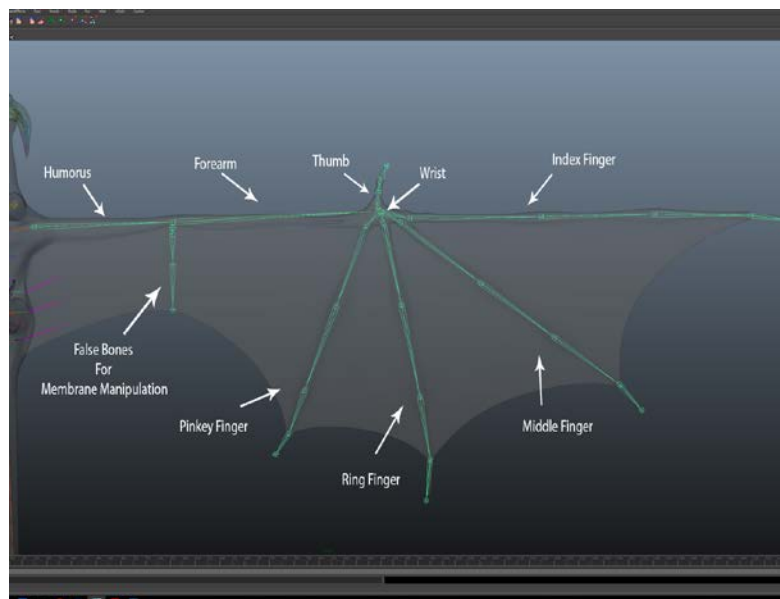 Humorus
Forearm
Thumb
Wrist
Index Finger
False Bones
For
Membrane Manipulation
Pinkey Finger
Ring Finger
Middle Finger